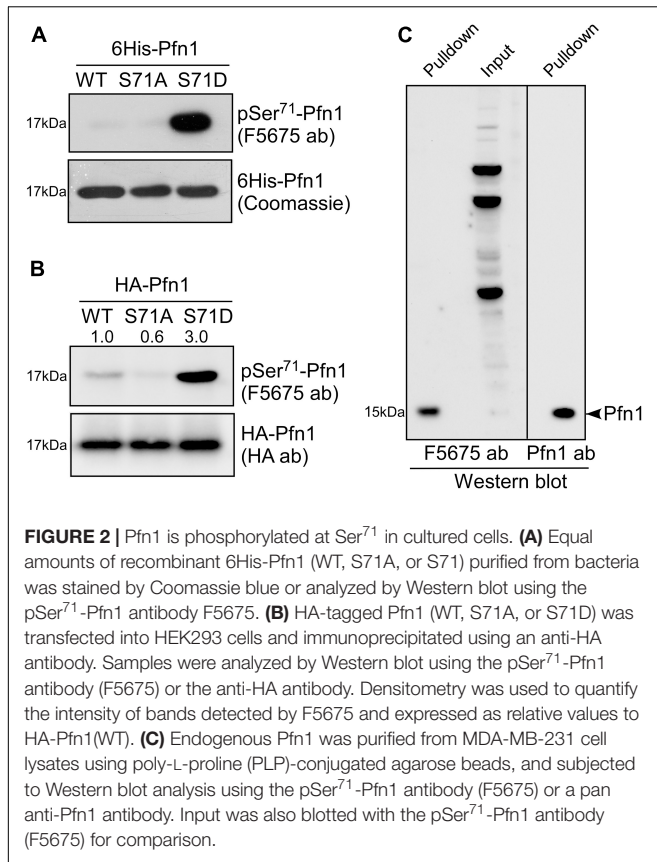 A
6His-Pfn1
WT S71A S71D
17kDa
pSer71-Pfn1
(F5675 ab)
17kDa
6His-Pfn1
(Coomassie)
B
HA-Pfn1
WT S71A S71D
1.0 0.6 3.0
17kDa
pSer71-Pfn1
(F5675 ab)
17kDa
HA-Pfn1
(HA ab)
C
Pulldown
Input
Pulldown
15kDa
Pfn1
F5675 ab Pfn1 ab
Western blot
FIGURE 2 | Pfn1 is phosphorylated at Ser71 in cultured cells. (A) Equal
amounts of recombinant 6His-Pfn1 (WT, S71A, or S71) purified from bacteria
was stained by Coomassie blue or analyzed by Western blot using the
pSer71-Pfn1 antibody F5675. (B) HA-tagged Pfn1 (WT, S71A, or S71D) was
transfected into HEK293 cells and immunoprecipitated using an anti-HA
antibody. Samples were analyzed by Western blot using the pSer71-Pfn1
antibody (F5675) or the anti-HA antibody. Densitometry was used to quantify
the intensity of bands detected by F5675 and expressed as relative values to
HA-Pfn1(WT). (C) Endogenous Pfn1 was purified from MDA-MB-231 cell
lysates using poly-L-proline (PLP)-conjugated agarose beads, and subjected
to Western blot analysis using the pSer71-Pfn1 antibody (F5675) or a pan
anti-Pfn1 antibody. Input was also blotted with the pSer71-Pfn1 antibody
(F5675) for comparison.